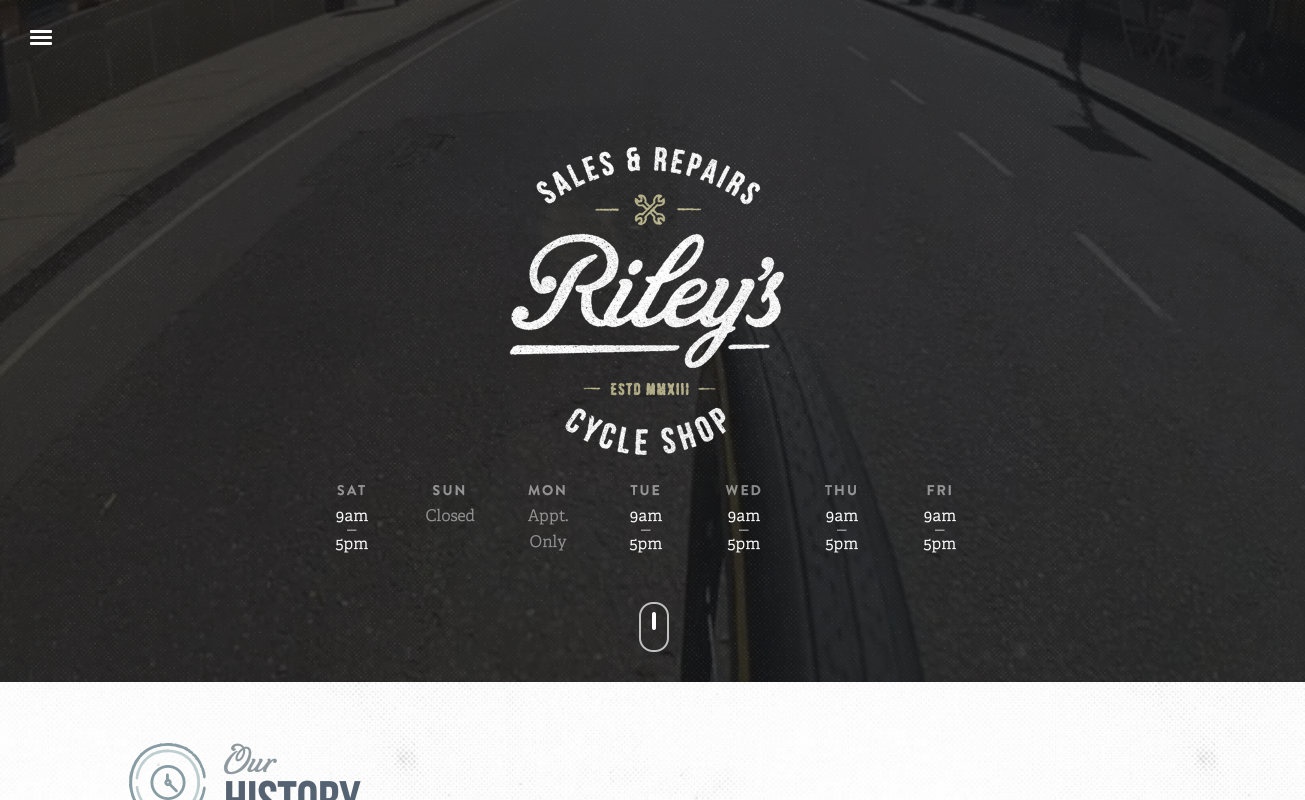 SALES & REPAIRS
Riley's
ESTD MMXIII
CYCLE SHOP
SAT SUN MON TUE WED THU FRI
9am Closed Appt. 9am 9am 9am 9am
— Only — — — —
5pm 5pm 5pm 5pm 5pm
Our
HISTORY